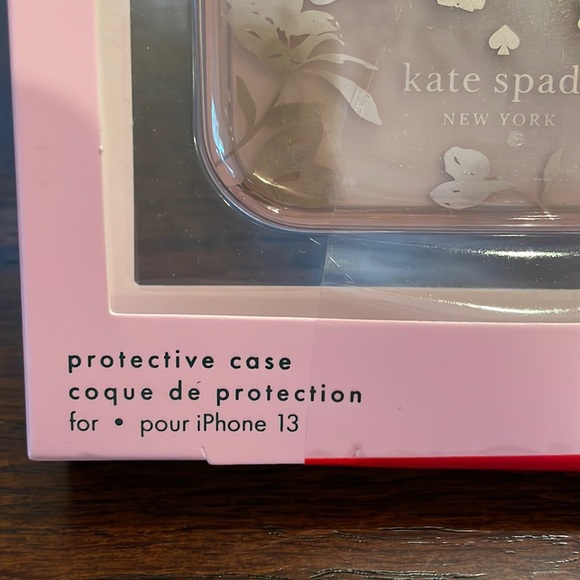 kate spad
NEW YORK
protective case
coque de protection
for • pour iPhone 13